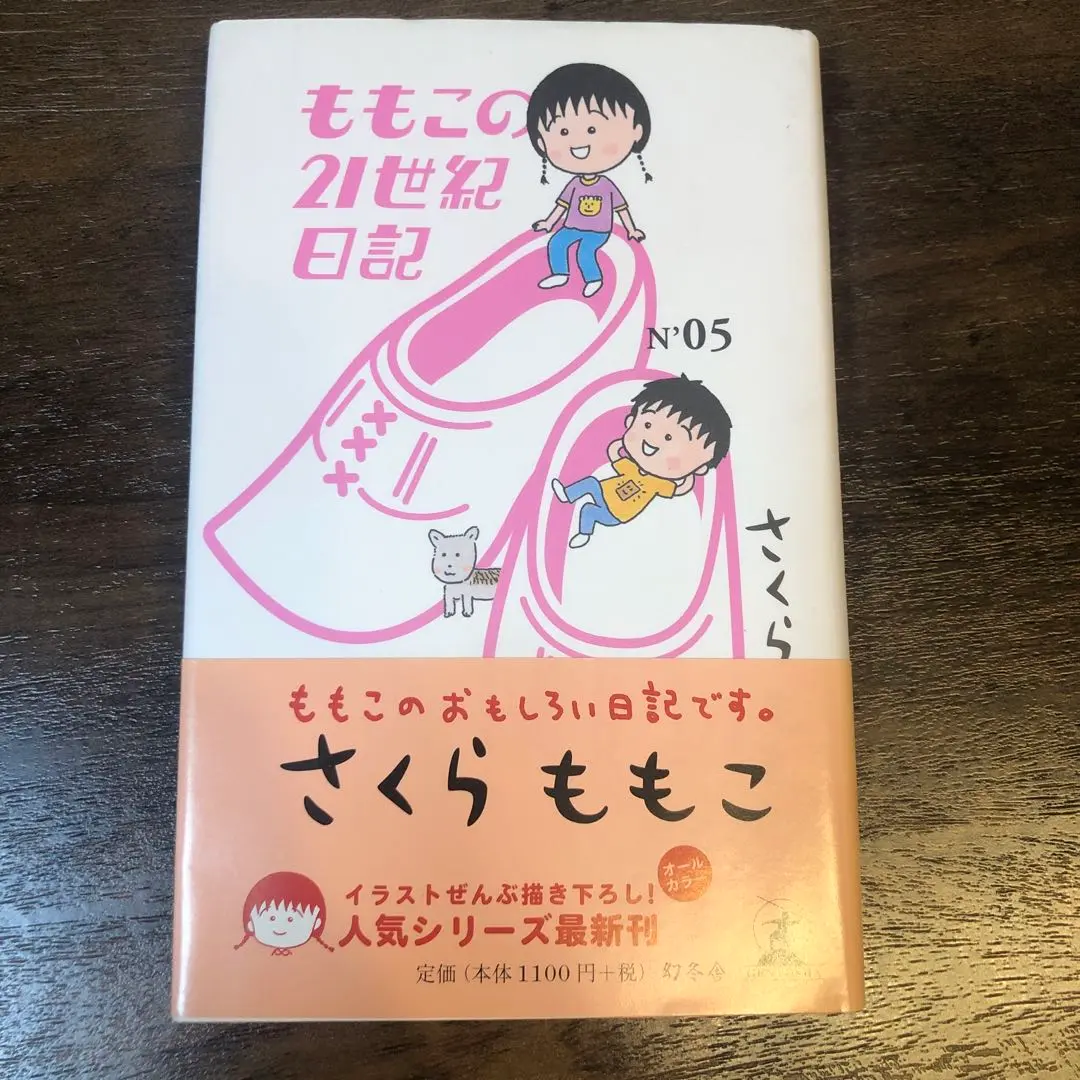 ももこの
21世紀
日記
N'05
さくら
ももこのおもしろい日記です。
さくらももこ
オール
カラー
イラストぜんぶ描き下ろし!
人気シリーズ最新刊
定価(本体1100円+税) 幻冬舎
GENTOSHA